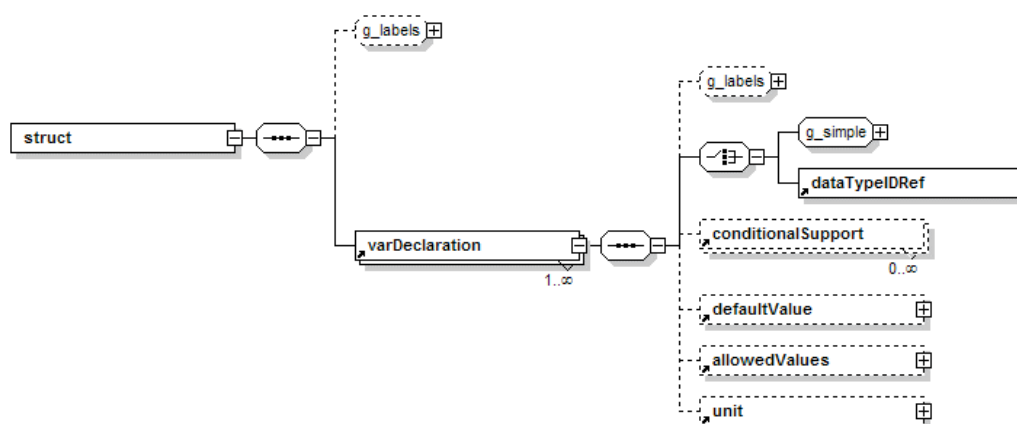 g_labels
g_labels
struct
g_simple
dataTypeIDRef
varDeclaration
1..∞
conditionalSupport
0..∞
defaultValue
allowedValues
unit